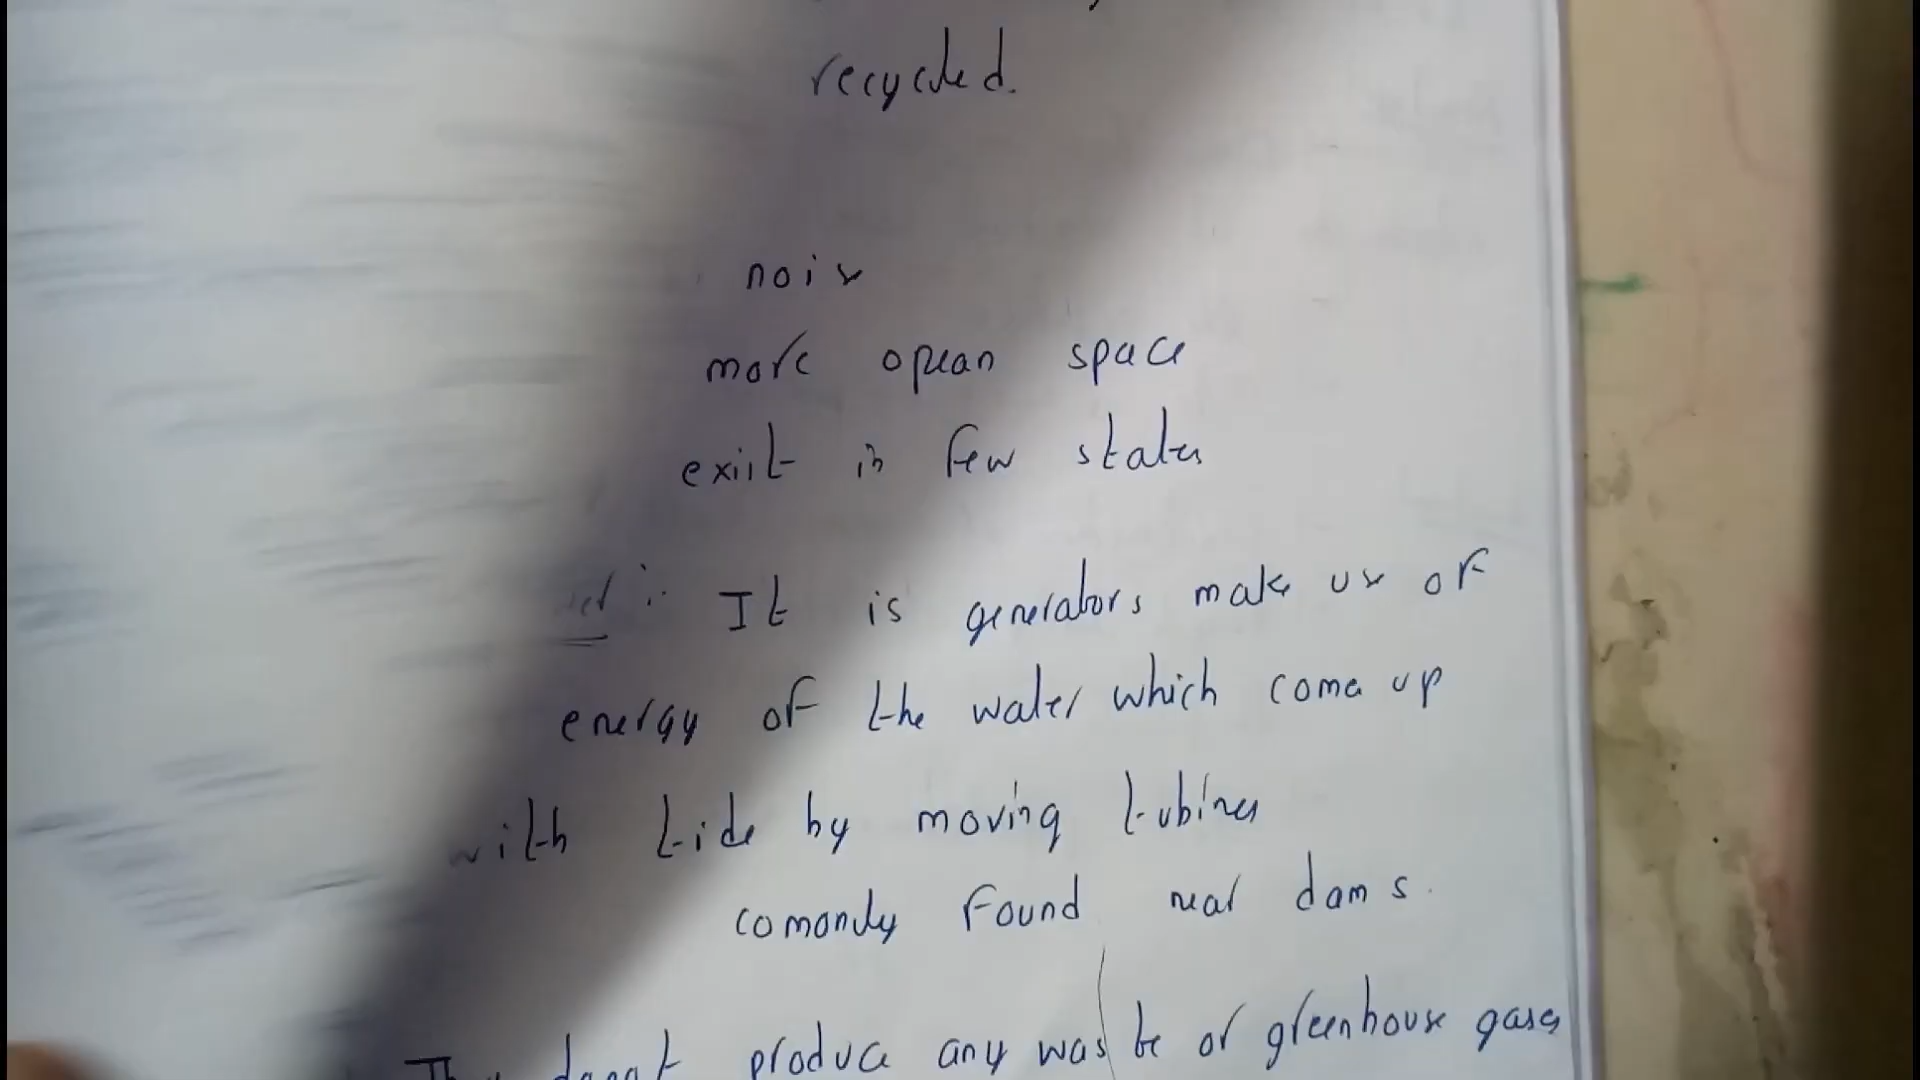 recycled.
noise
more opean space
exist in few states
It is generators make use of
energy of the water which come up
with tide by moving tubines
comonly found near dams.
produce any waste or greenhouse gases